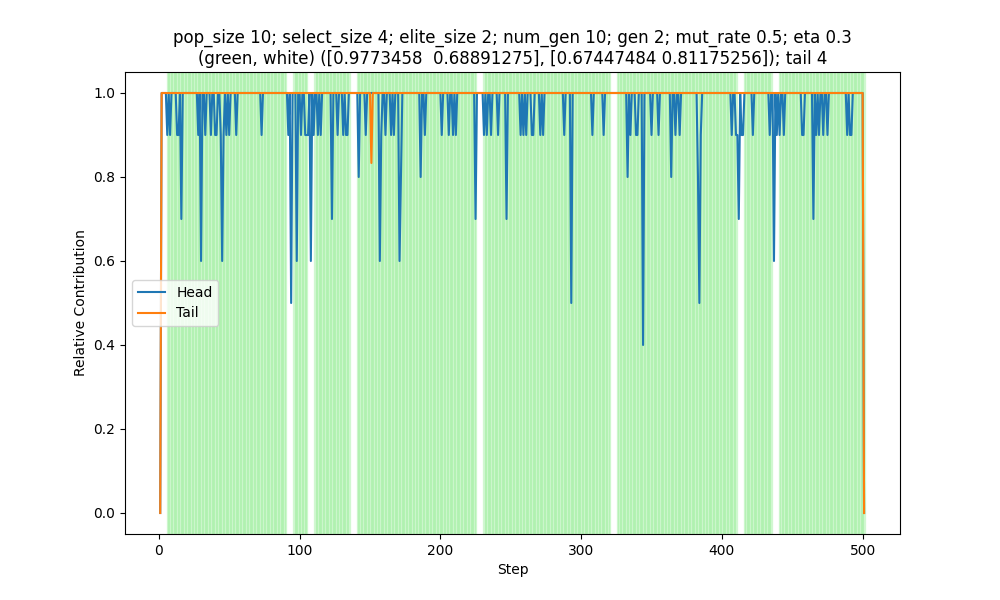 pop_size 10; select_size 4; elite_size 2; num_gen 10; gen 2; mut_rate 0.5; eta 0.3
(green, white) ([0.9773458  0.68891275], [0.67447484 0.81175256]); tail 4
Relative Contribution
1.0
0.8
0.6
0.4
0.2
0.0
Head
Tail
0
100
200
300
400
500
Step